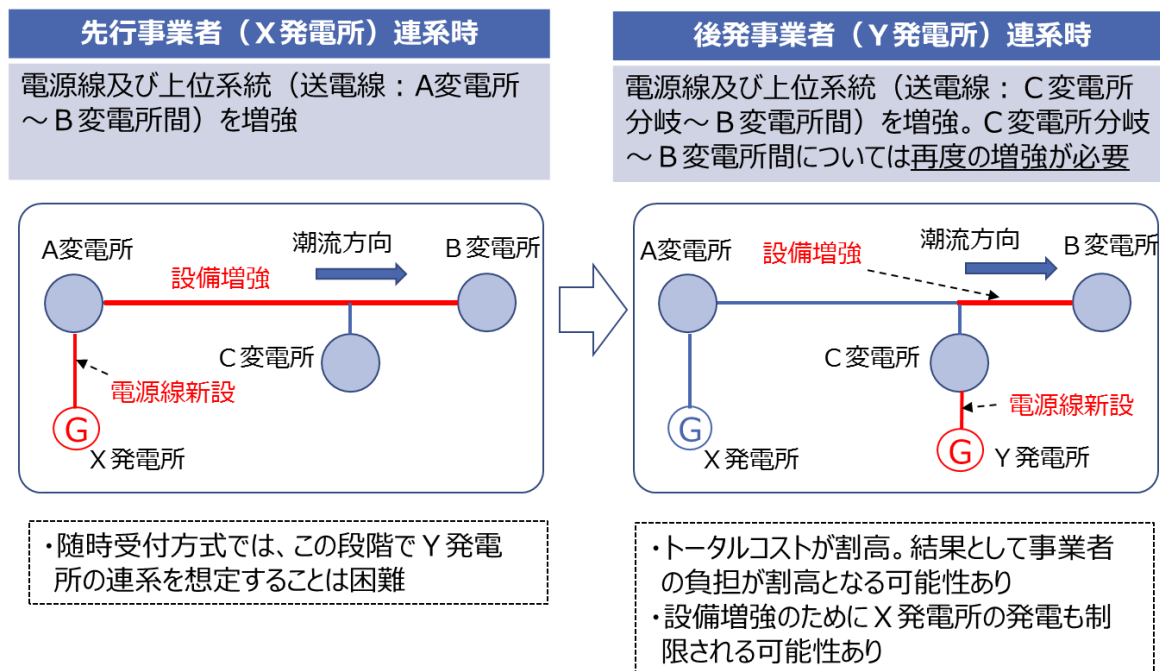 先行事業者（X発電所）連系時
電源線及び上位系統（送電線：A変電所
～B変電所間）を増強
A変電所
潮流方向
B変電所
設備増強
C変電所
電源線新設
G
X発電所
・随時受付方式では、この段階でY発電
所の連系を想定することは困難
後発事業者（Y発電所）連系時
電源線及び上位系統（送電線：C変電所
分岐～B変電所間）を増強。C変電所分岐
～B変電所間については再度の増強が必要
A変電所
潮流方向
B変電所
設備増強
C変電所
電源線新設
G
X発電所
G
Y発電所
・トータルコストが割高。結果として事業者
の負担が割高となる可能性あり
・設備増強のためにX発電所の発電も制
限される可能性あり